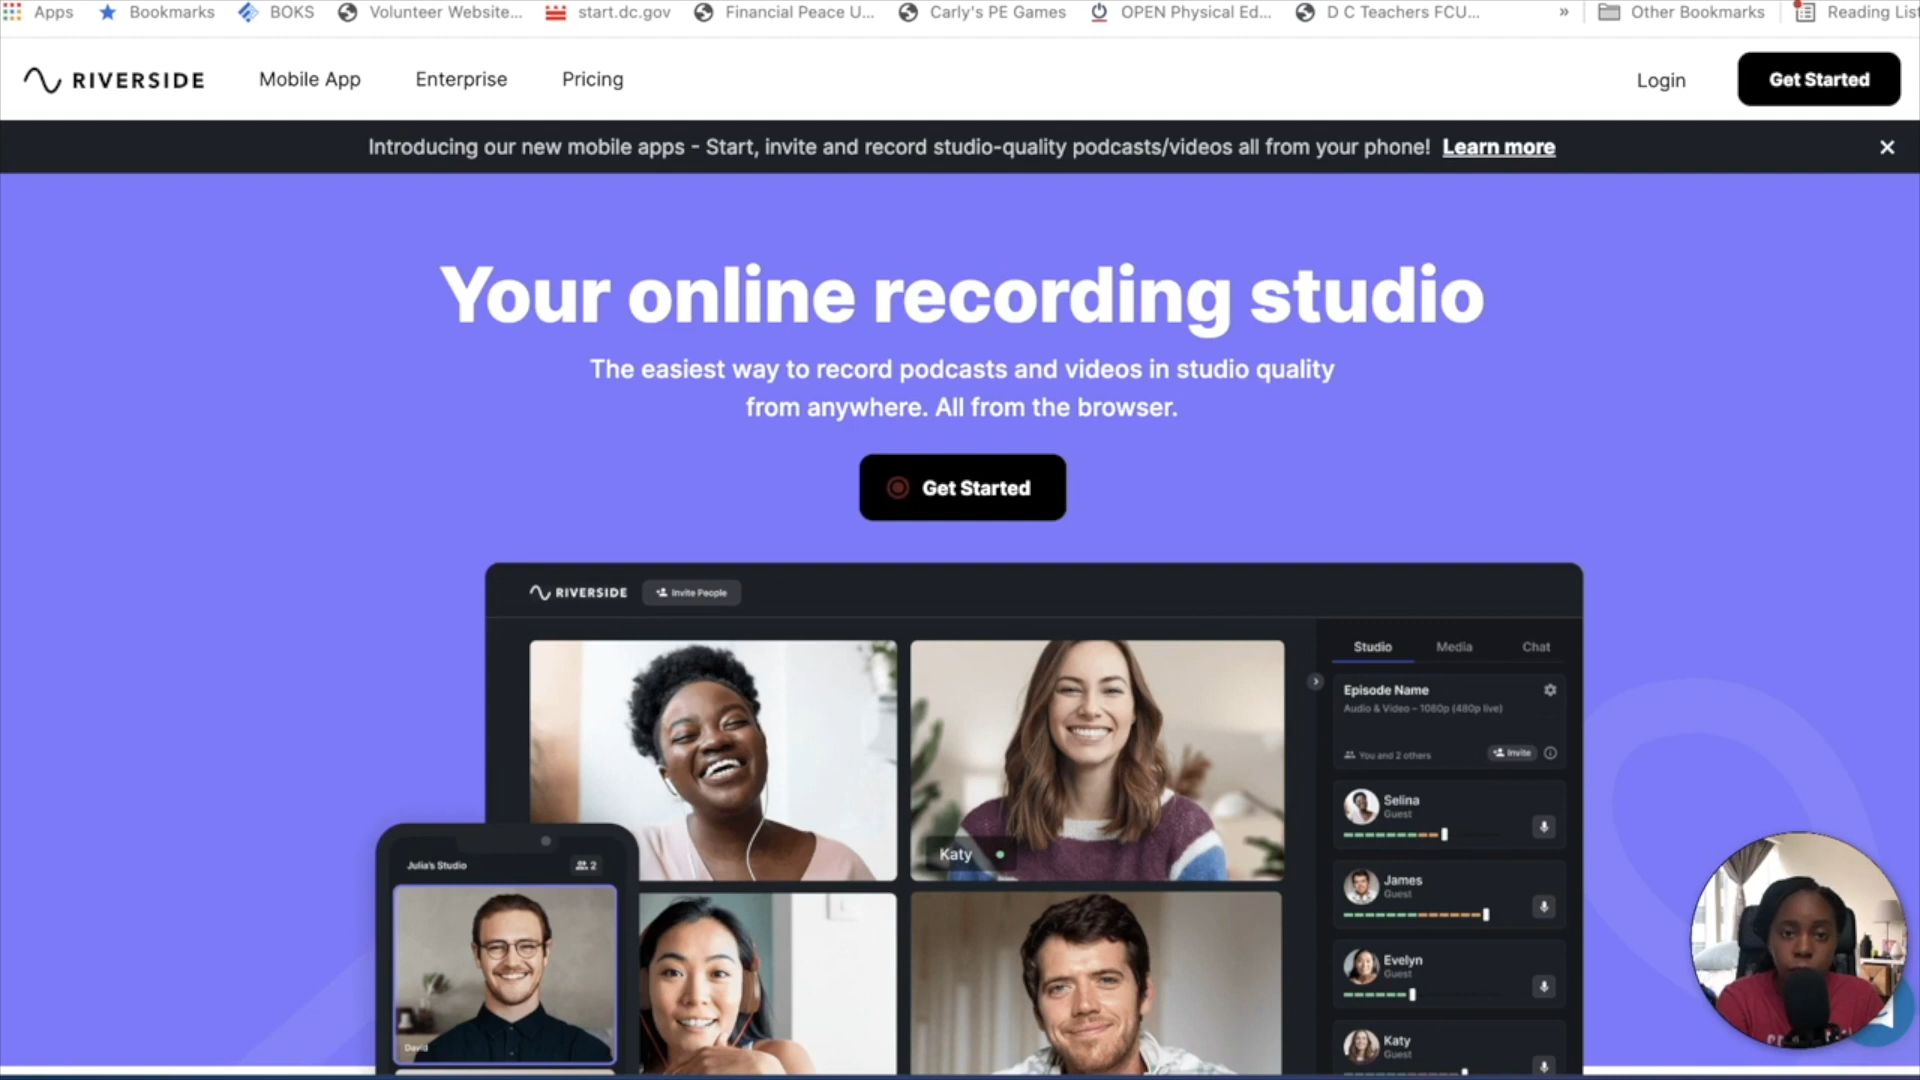 Apps Bookmarks BOKS Volunteer Website... start.dc.gov Financial Peace U... Carly's PE Games OPEN Physical Ed... D C Teachers FCU... » Other Bookmarks Reading List
RIVERSIDE Mobile App Enterprise Pricing Login Get Started
Introducing our new mobile apps - Start, invite and record studio-quality podcasts/videos all from your phone! Learn more
Your online recording studio
The easiest way to record podcasts and videos in studio quality
from anywhere. All from the browser.
Get Started
RIVERSIDE Invite People
Studio Media Chat
Episode Name
Audio & Video – 1080p (480p live)
You and 2 others Invite
Selina
Guest
Katy
James
Guest
Julia's Studio 2
Evelyn
Guest
David
Katy
Guest